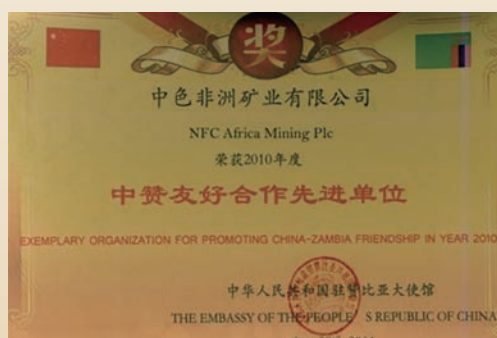 奖
中色非洲矿业有限公司
NFC Africa Mining Plc
荣获2010年度
中赞友好合作先进单位
EXEMPLARY ORGANIZATION FOR PROMOTING CHINA-ZAMBIA FRIENDSHIP IN YEAR 2010
中华人民共和国驻赞比亚大使馆
THE EMBASSY OF THE PEOPLE S REPUBLIC OF CHINA